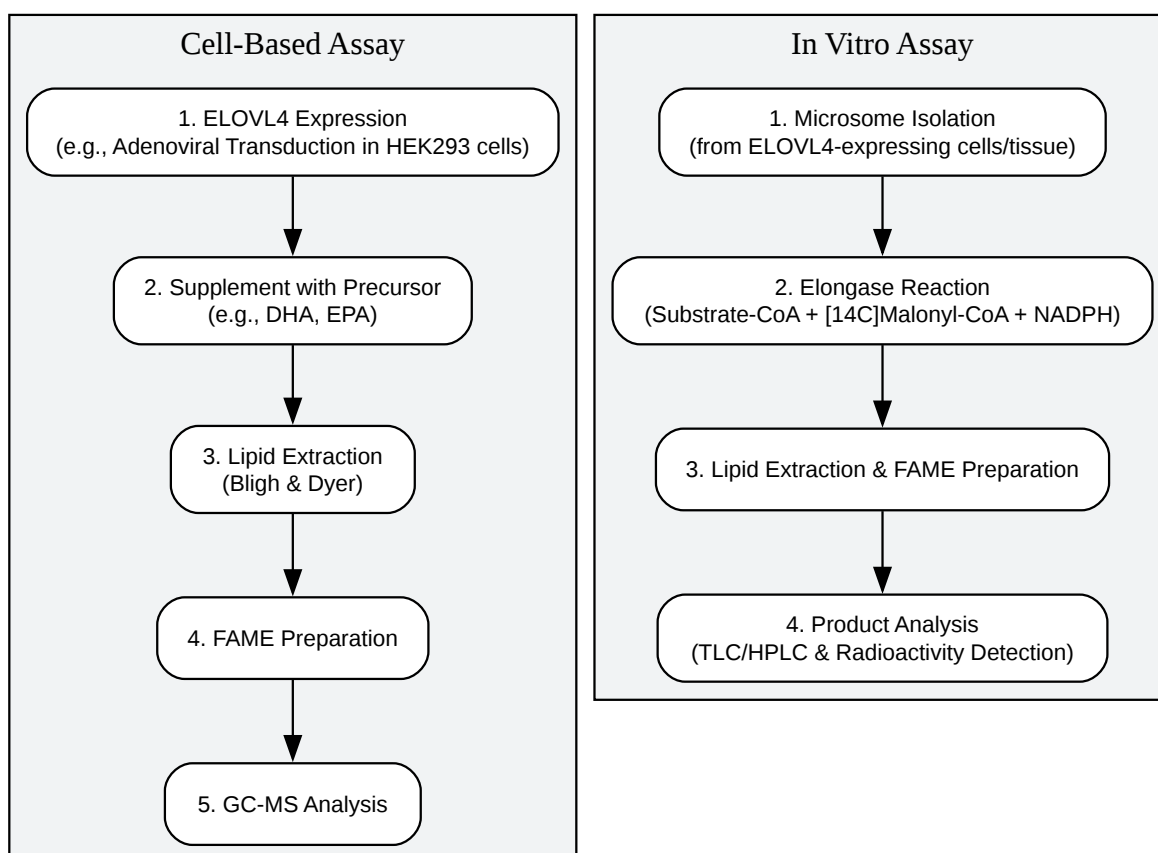 Cell-Based Assay
1. ELOVL4 Expression
(e.g., Adenoviral Transduction in HEK293 cells)
2. Supplement with Precursor
(e.g., DHA, EPA)
3. Lipid Extraction
(Bligh & Dyer)
4. FAME Preparation
5. GC-MS Analysis
In Vitro Assay
1. Microsome Isolation
(from ELOVL4-expressing cells/tissue)
2. Elongase Reaction
(Substrate-CoA + [14C]Malonyl-CoA + NADPH)
3. Lipid Extraction & FAME Preparation
4. Product Analysis
(TLC/HPLC & Radioactivity Detection)